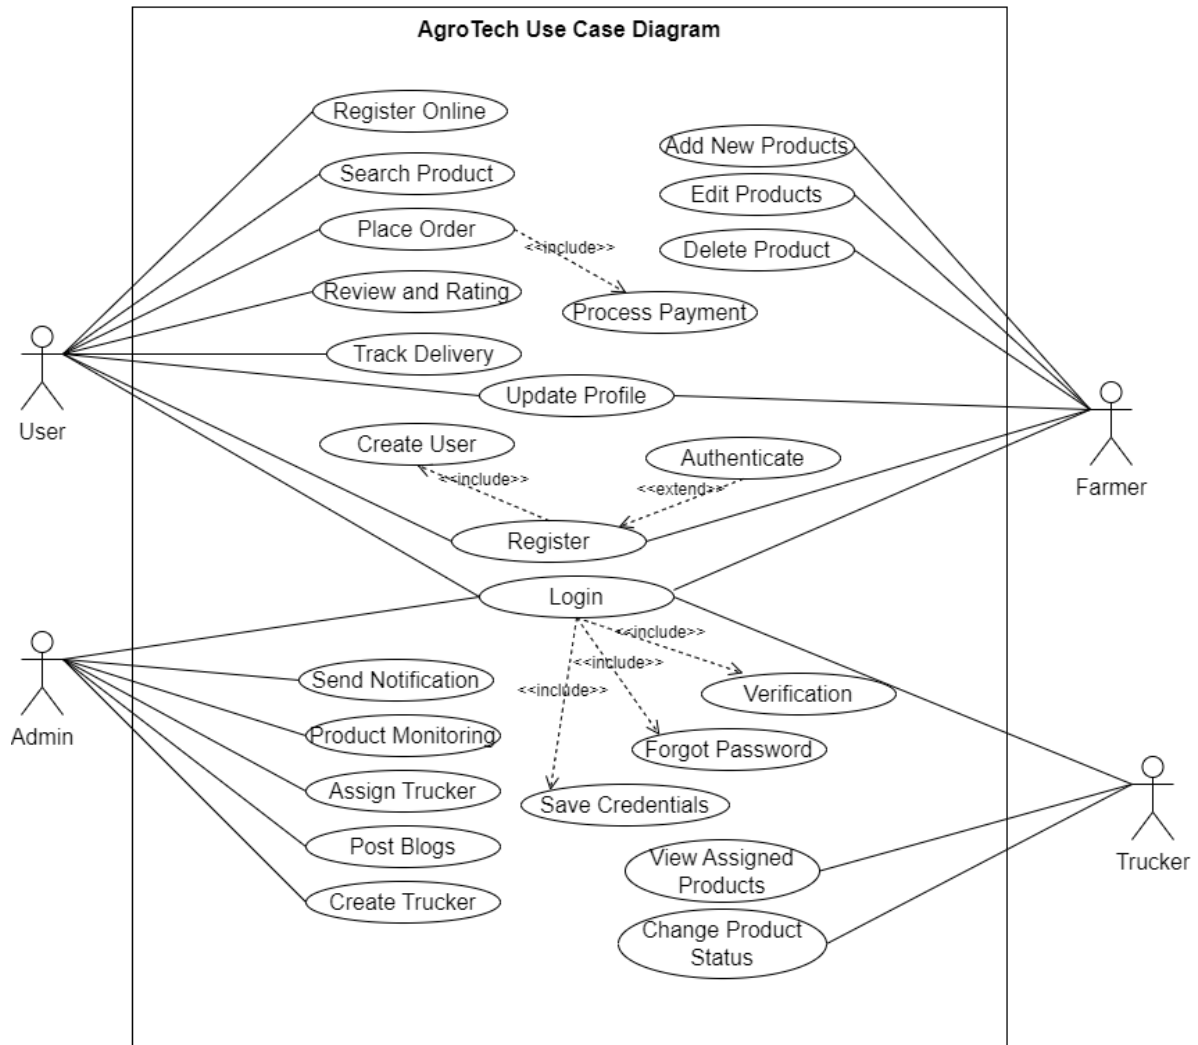 AgroTech Use Case Diagram
Register Online
Add New Products
Search Product
Edit Products
Place Order
<<include>>
Delete Product
Review and Rating
Process Payment
Track Delivery
Update Profile
User
Create User
Authenticate
<<include>>
<<extend>>
Farmer
Register
Login
<<include>>
<<include>>
<<include>>
Send Notification
Verification
Admin
Product Monitoring
Forgot Password
Assign Trucker
Save Credentials
Post Blogs
View Assigned
Products
Trucker
Create Trucker
Change Product
Status